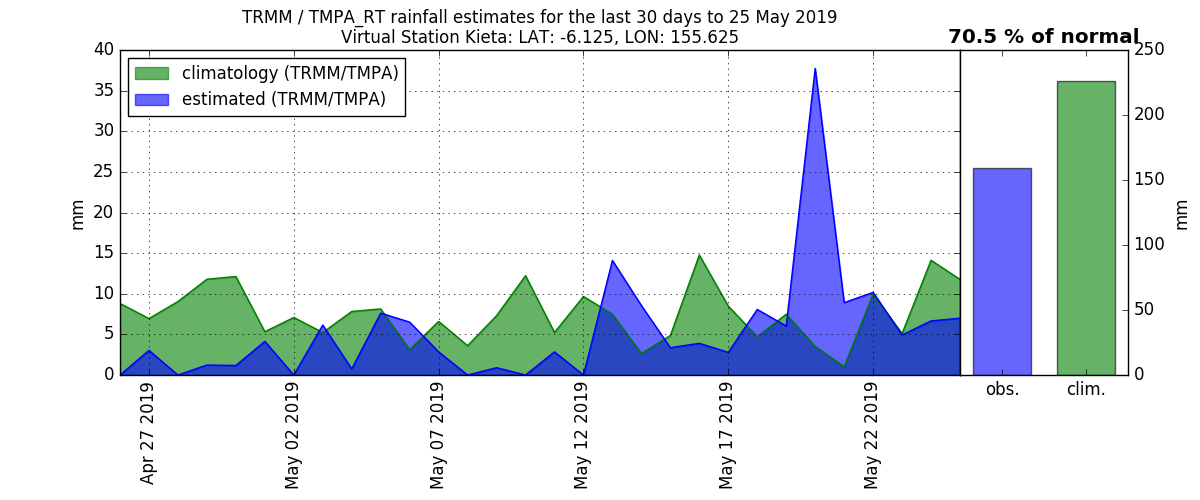 TRMM / TMPA_RT rainfall estimates for the last 30 days to 25 May 2019
Virtual Station Kieta: LAT: -6.125, LON: 155.625
70.5 % of normal
climatology (TRMM/TMPA)
estimated (TRMM/TMPA)
40
35
30
25
20
15
10
5
0
mm
Apr 27 2019
May 02 2019
May 07 2019
May 12 2019
May 17 2019
May 22 2019
250
200
150
100
50
0
mm
obs.
clim.